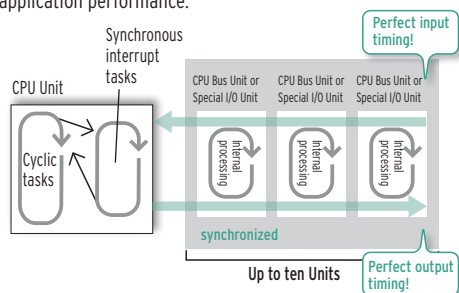 application performance.
Perfect input
timing!
Synchronous
interrupt
tasks
CPU Unit
Cyclic
tasks
CPU Bus Unit or
Special I/O Unit
CPU Bus Unit or
Special I/O Unit
CPU Bus Unit or
Special I/O Unit
Internal
processing
Internal
processing
Internal
processing
synchronized
Up to ten Units
Perfect output
timing!